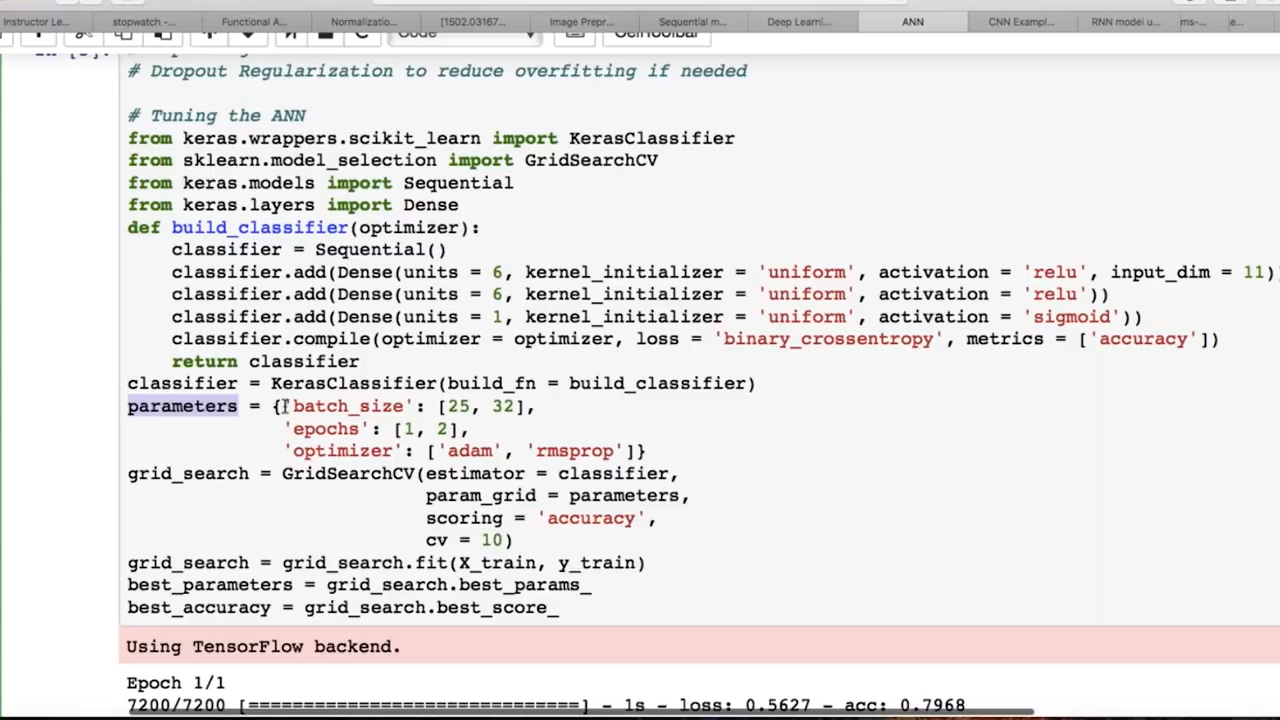 Instructor Le... stopwatch -... Functional A... Normalizatio... [1502.03167... Image Prepr... Sequential m... Deep Learni... ANN CNN Exampl... RNN model u... ms-... e...
Code CellToolbar
# Dropout Regularization to reduce overfitting if needed
# Tuning the ANN
from keras.wrappers.scikit_learn import KerasClassifier
from sklearn.model_selection import GridSearchCV
from keras.models import Sequential
from keras.layers import Dense
def build_classifier(optimizer):
    classifier = Sequential()
    classifier.add(Dense(units = 6, kernel_initializer = 'uniform', activation = 'relu', input_dim = 11)
    classifier.add(Dense(units = 6, kernel_initializer = 'uniform', activation = 'relu'))
    classifier.add(Dense(units = 1, kernel_initializer = 'uniform', activation = 'sigmoid'))
    classifier.compile(optimizer = optimizer, loss = 'binary_crossentropy', metrics = ['accuracy'])
    return classifier
classifier = KerasClassifier(build_fn = build_classifier)
parameters = {'batch_size': [25, 32],
              'epochs': [1, 2],
              'optimizer': ['adam', 'rmsprop']}
grid_search = GridSearchCV(estimator = classifier,
                           param_grid = parameters,
                           scoring = 'accuracy',
                           cv = 10)
grid_search = grid_search.fit(X_train, y_train)
best_parameters = grid_search.best_params_
best_accuracy = grid_search.best_score_
Using TensorFlow backend.
Epoch 1/1
7200/7200 [==============================] - 1s - loss: 0.5627 - acc: 0.7968